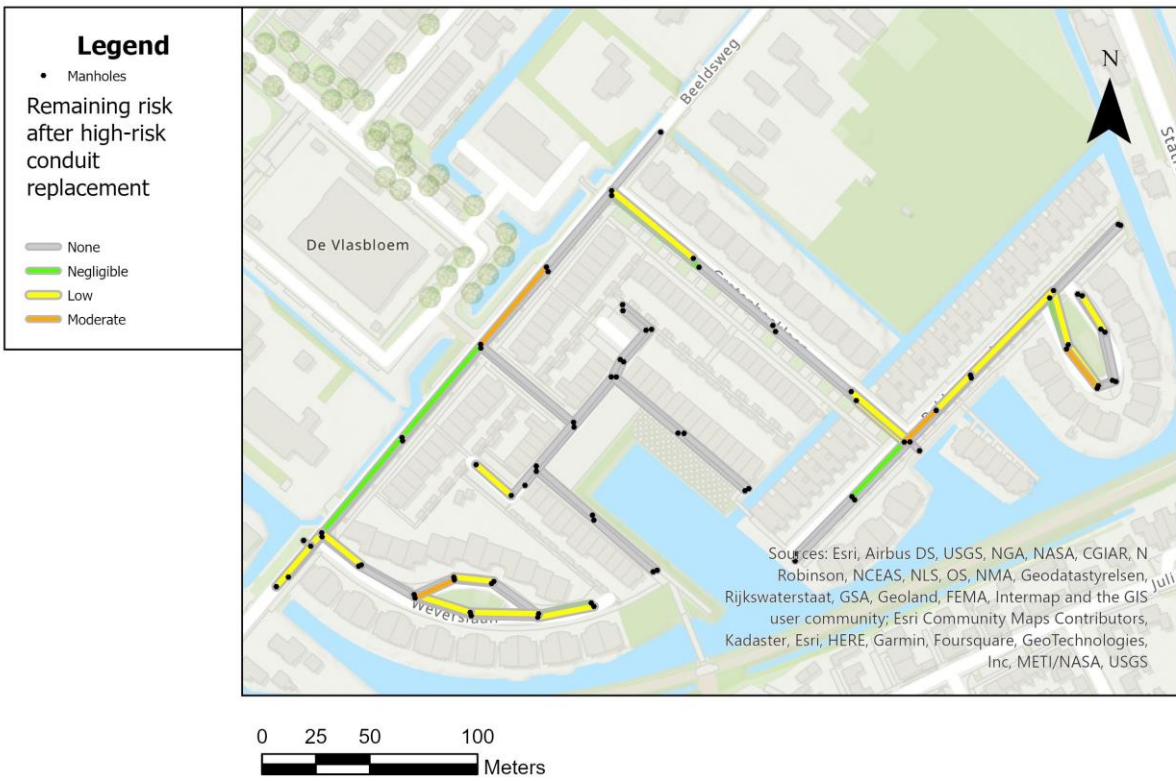 Legend
Manholes
Remaining risk
after high-risk
conduit
replacement
None
Negligible
Low
Moderate
Beeldsweg
N
De Vlasbloem
Weverslaan
Sources: Esri, Airbus DS, USGS, NGA, NASA, CGIAR, N
Robinson, NCEAS, NLS, OS, NMA, Geodatastyrelsen,
Rijkswaterstaat, GSA, Geoland, FEMA, Intermap and the GIS
user community; Esri Community Maps Contributors,
Kadaster, Esri, HERE, Garmin, Foursquare, GeoTechnologies,
Inc, METI/NASA, USGS
0 25 50 100
Meters